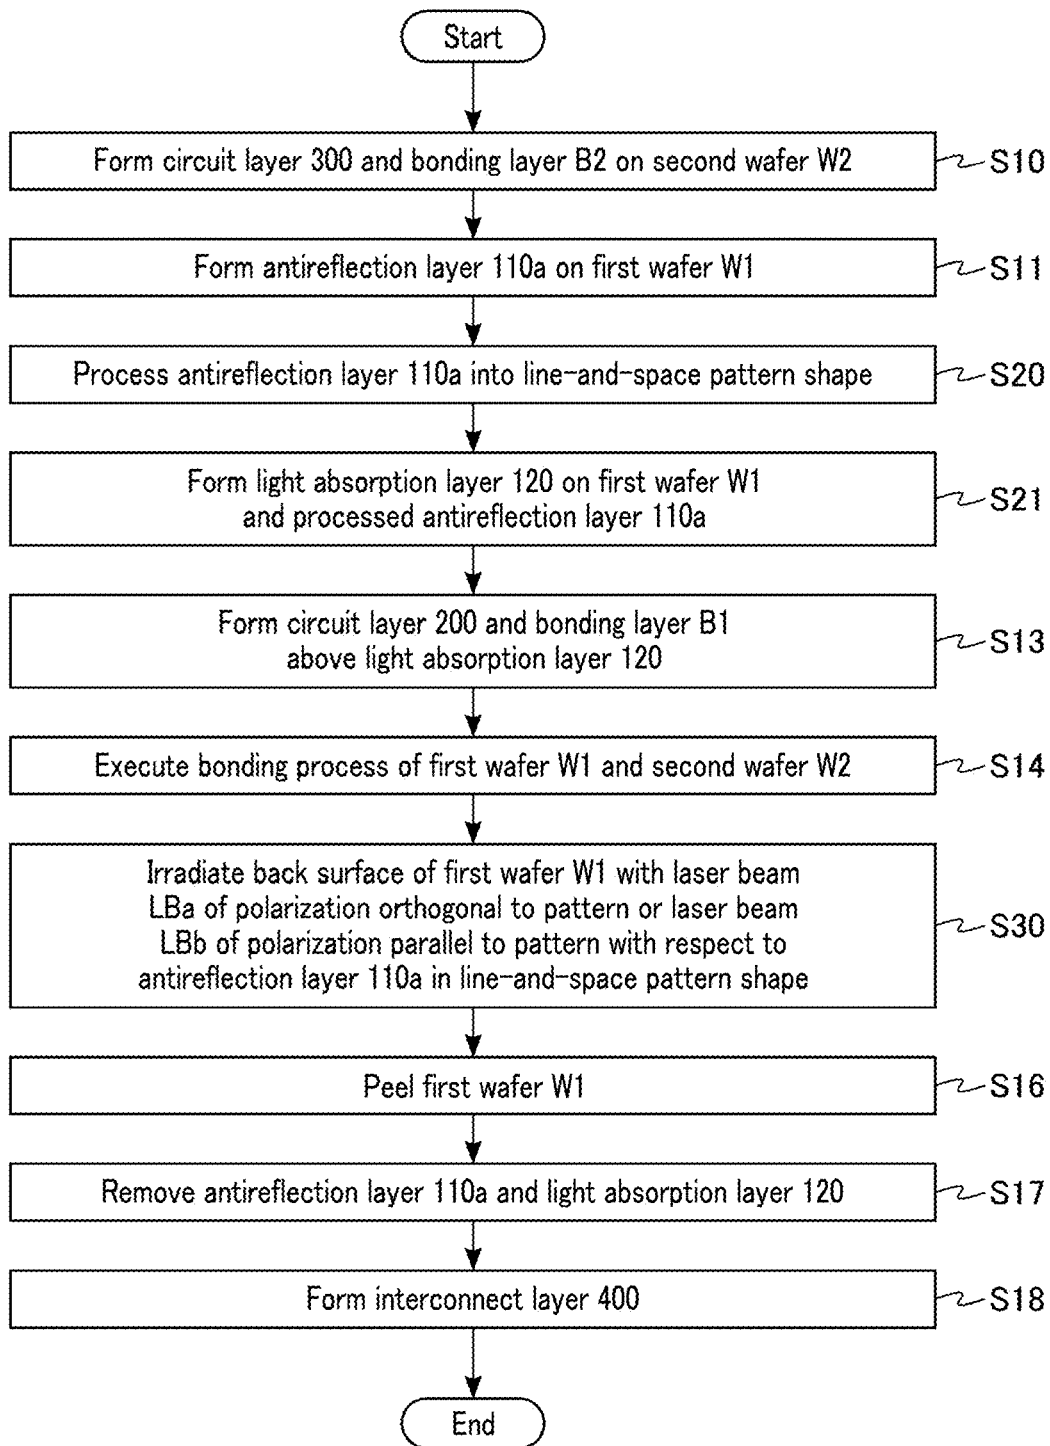 Start
Form circuit layer 300 and bonding layer B2 on second wafer W2
S10
Form antireflection layer 110a on first wafer W1
S11
Process antireflection layer 110a into line-and-space pattern shape
S20
Form light absorption layer 120 on first wafer W1
and processed antireflection layer 110a
S21
Form circuit layer 200 and bonding layer B1
above light absorption layer 120
S13
Execute bonding process of first wafer W1 and second wafer W2
S14
Irradiate back surface of first wafer W1 with laser beam
LBa of polarization orthogonal to pattern or laser beam
LBb of polarization parallel to pattern with respect to
antireflection layer 110a in line-and-space pattern shape
S30
Peel first wafer W1
S16
Remove antireflection layer 110a and light absorption layer 120
S17
Form interconnect layer 400
S18
End